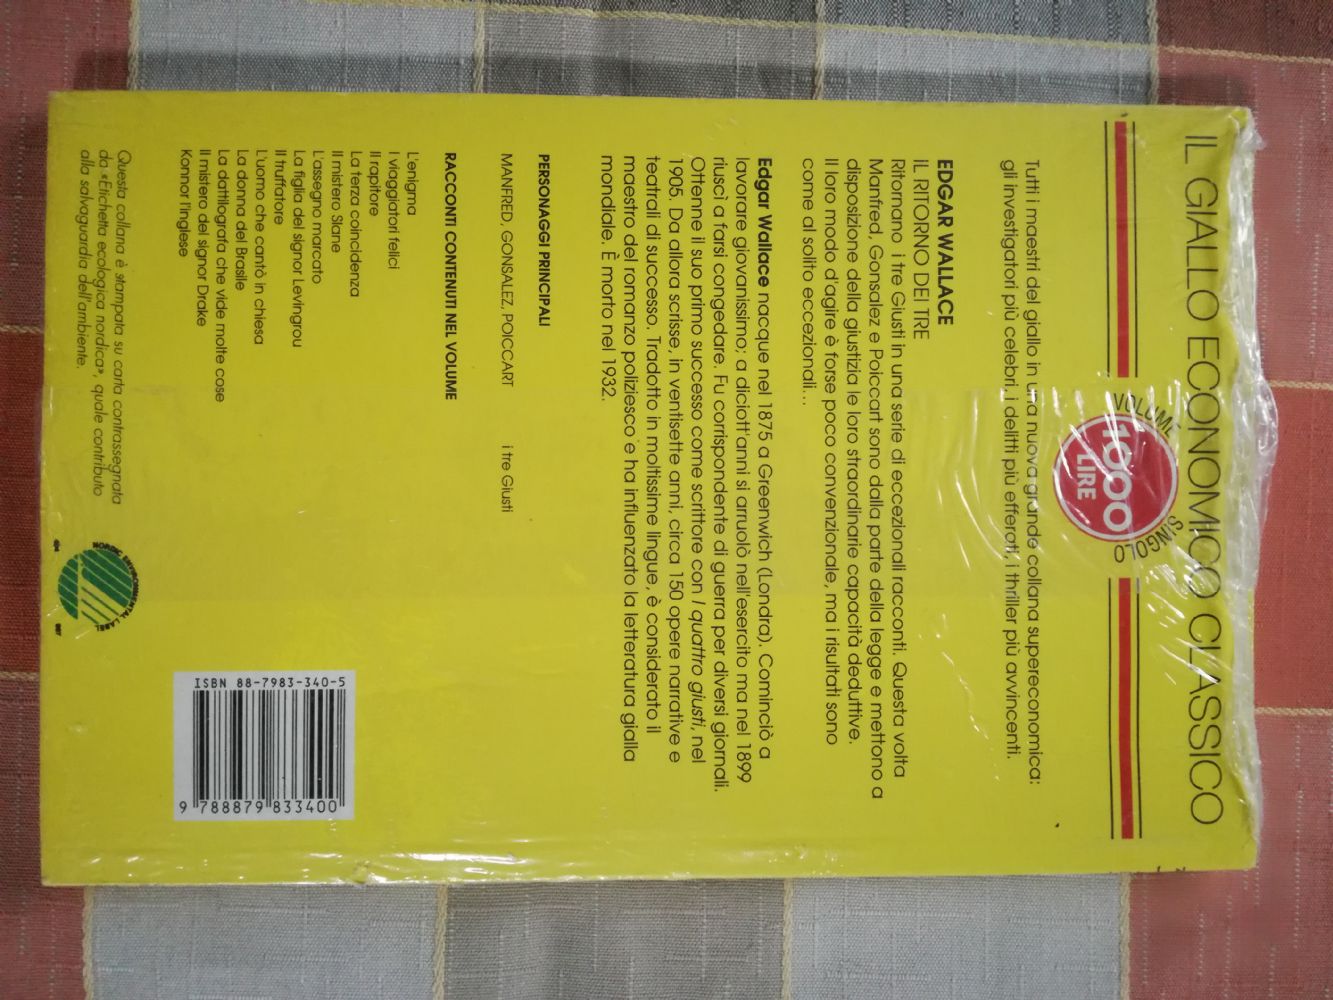 IL GIALLO ECONOMICO CLASSICO
VOLUME
1000
LIRE
SINGOLO
Tutti i maestri del giallo in una nuova grande collana supereconomica:
gli investigatori più celebri, i delitti più efferati, i thriller più avvincenti.
EDGAR WALLACE
IL RITORNO DEI TRE
Ritornano i tre Giusti in una serie di eccezionali racconti. Questa volta
Manfred, Gonsalez e Poiccart sono dalla parte della legge e mettono a
disposizione della giustizia le loro straordinarie capacità deduttive.
Il loro modo d'agire è forse poco convenzionale, ma i risultati sono
come al solito eccezionali...
Edgar Wallace nacque nel 1875 a Greenwich (Londra). Cominciò a
lavorare giovanissimo; a diciott'anni si arruolò nell'esercito ma nel 1899
riuscì a farsi congedare. Fu corrispondente di guerra per diversi giornali.
Ottenne il suo primo successo come scrittore con I quattro giusti, nel
1905. Da allora scrisse, in ventisette anni, circa 150 opere narrative e
teatrali di successo. Tradotto in moltissime lingue, è considerato il
maestro del romanzo poliziesco e ha influenzato la letteratura gialla
mondiale. È morto nel 1932.
PERSONAGGI PRINCIPALI
MANFRED, GONSALEZ, POICCART i tre Giusti
RACCONTI CONTENUTI NEL VOLUME
L'enigma
I viaggiatori felici
Il rapitore
La terza coincidenza
Il mistero Slane
L'assegno marcato
La figlia del signor Levingrou
Il truffatore
L'uomo che cantò in chiesa
La donna del Brasile
La dattilografa che vide molte cose
Il mistero del signor Drake
Konnor l'inglese
Questa collana è stampata su carta contrassegnata
da «Etichetta ecologica nordica», quale contributo
alla salvaguardia dell'ambiente.
NORDIC ENVIRONMENTAL LABEL
ISBN 88-7983-340-5
9 788879 833400